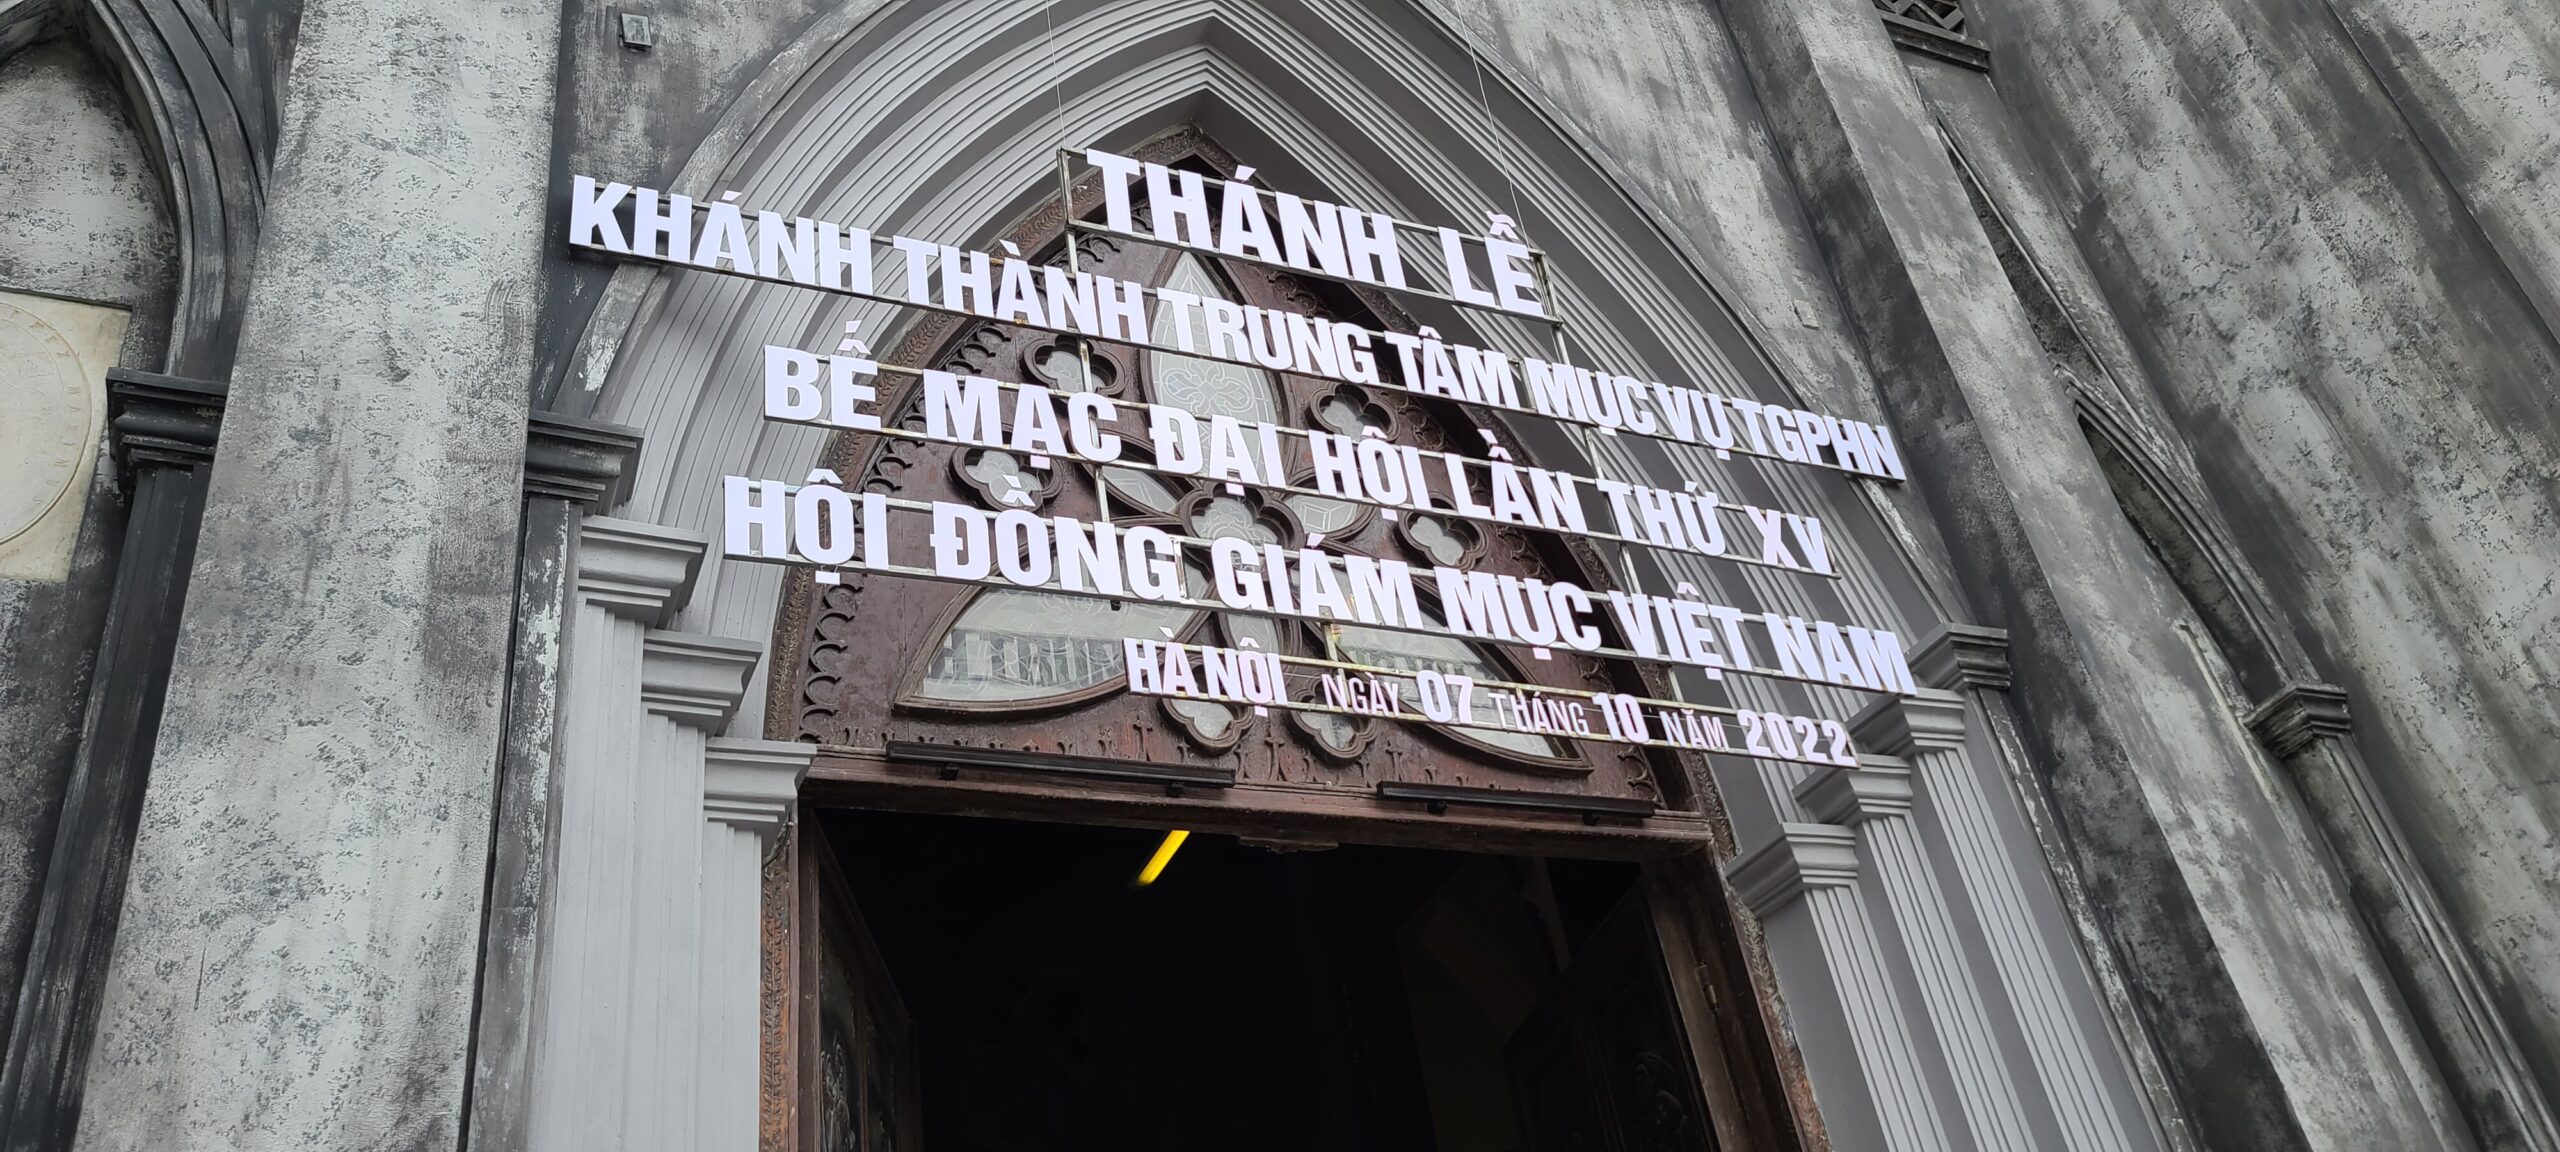 THÁNH LỄ
KHÁNH THÀNH TRUNG TÂM MỤC VỤ TGPHN
BẾ MẠC ĐẠI HỘI LẦN THỨ XV
HỘI ĐỒNG GIÁM MỤC VIỆT NAM
HÀ NỘI NGÀY 07 THÁNG 10 NĂM 2022